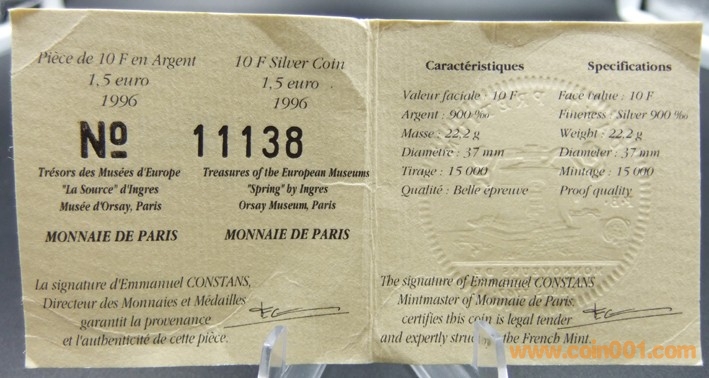 Pièce de 10 F en Argent
1,5 euro
1996
10 F Silver Coin
1,5 euro
1996
Nº 11138
Trésors des Musées d'Europe
"La Source" d'Ingres
Musée d'Orsay, Paris
MONNAIE DE PARIS
Treasures of the European Museums
"Spring" by Ingres
Orsay Museum, Paris
MONNAIE DE PARIS
La signature d'Emmanuel CONSTANS,
Directeur des Monnaies et Médailles
garantit la provenance
et l'authenticité de cette pièce.
Caractéristiques
Valeur faciale : 10 F
Argent : 900 ‰
Masse : 22,2 g
Diamètre : 37 mm
Tirage : 15 000
Qualité : Belle épreuve
Specifications
Face value : 10 F
Fineness : Silver 900 ‰
Weight : 22,2 g
Diameter : 37 mm
Mintage : 15 000
Proof quality
The signature of Emmanuel CONSTANS
Mintmaster of Monnaie de Paris,
certifies this coin is legal tender
and expertly struck by the French Mint.
www.coin001.com